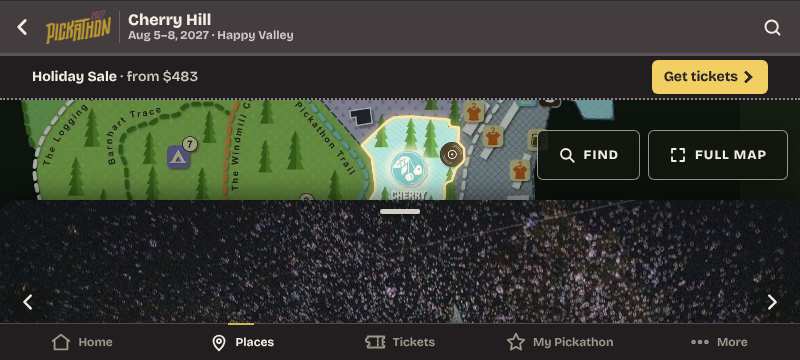 PICKATHON
Cherry Hill
Aug 5–8, 2027 · Happy Valley
Holiday Sale · from $483
Get tickets
The Logging
Barnhart Trace
The Windmill C
Pickathon Trail
7
CHERRY
FIND
FULL MAP
Home
Places
Tickets
My Pickathon
More